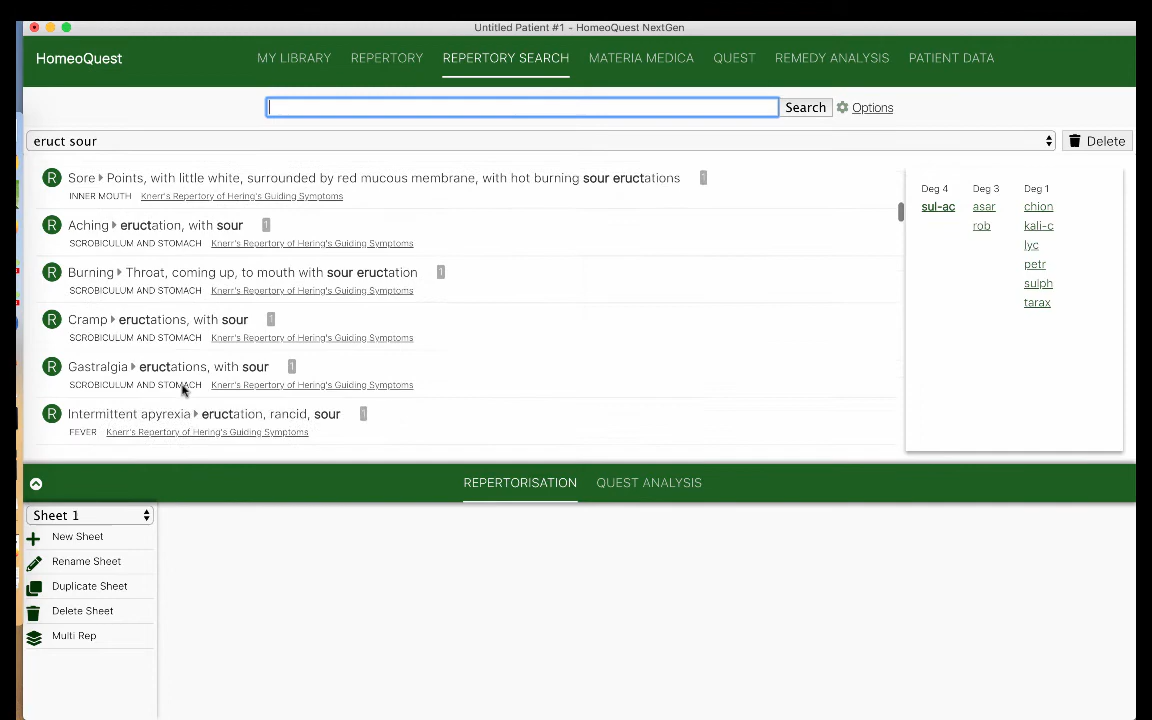 Untitled Patient #1 - HomeoQuest NextGen
HomeoQuest MY LIBRARY REPERTORY REPERTORY SEARCH MATERIA MEDICA QUEST REMEDY ANALYSIS PATIENT DATA
Search Options
eruct sour Delete
R Sore Points, with little white, surrounded by red mucous membrane, with hot burning sour eructations 1
INNER MOUTH Knerr's Repertory of Hering's Guiding Symptoms
R Aching eructation, with sour 1
SCROBICULUM AND STOMACH Knerr's Repertory of Hering's Guiding Symptoms
R Burning Throat, coming up, to mouth with sour eructation 1
SCROBICULUM AND STOMACH Knerr's Repertory of Hering's Guiding Symptoms
R Cramp eructations, with sour 1
SCROBICULUM AND STOMACH Knerr's Repertory of Hering's Guiding Symptoms
R Gastralgia eructations, with sour 1
SCROBICULUM AND STOMACH Knerr's Repertory of Hering's Guiding Symptoms
R Intermittent apyrexia eructation, rancid, sour 1
FEVER Knerr's Repertory of Hering's Guiding Symptoms
Deg 4 Deg 3 Deg 1
sul-ac asar chion
rob kali-c
lyc
petr
sulph
tarax
REPERTORISATION QUEST ANALYSIS
Sheet 1
New Sheet
Rename Sheet
Duplicate Sheet
Delete Sheet
Multi Rep